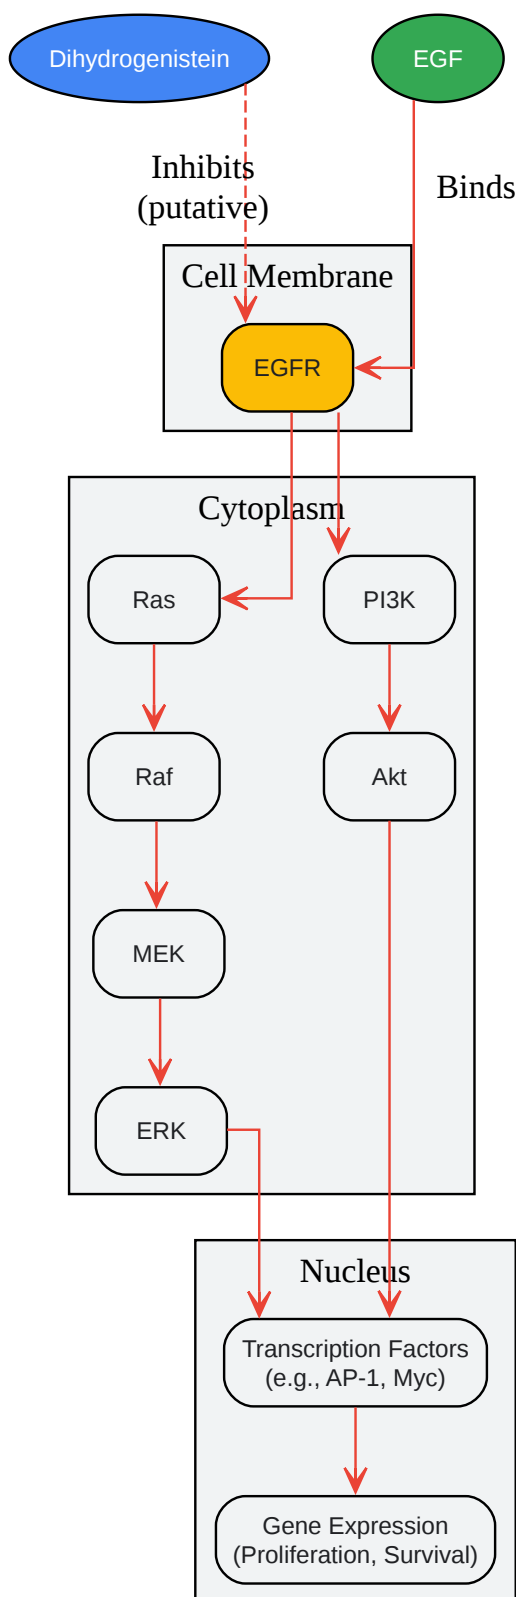 Dihydrogenistein
EGF
Inhibits
(putative)
Binds
Cell Membrane
EGFR
Cytoplasm
Ras
PI3K
Raf
Akt
MEK
ERK
Nucleus
Transcription Factors
(e.g., AP-1, Myc)
Gene Expression
(Proliferation, Survival)